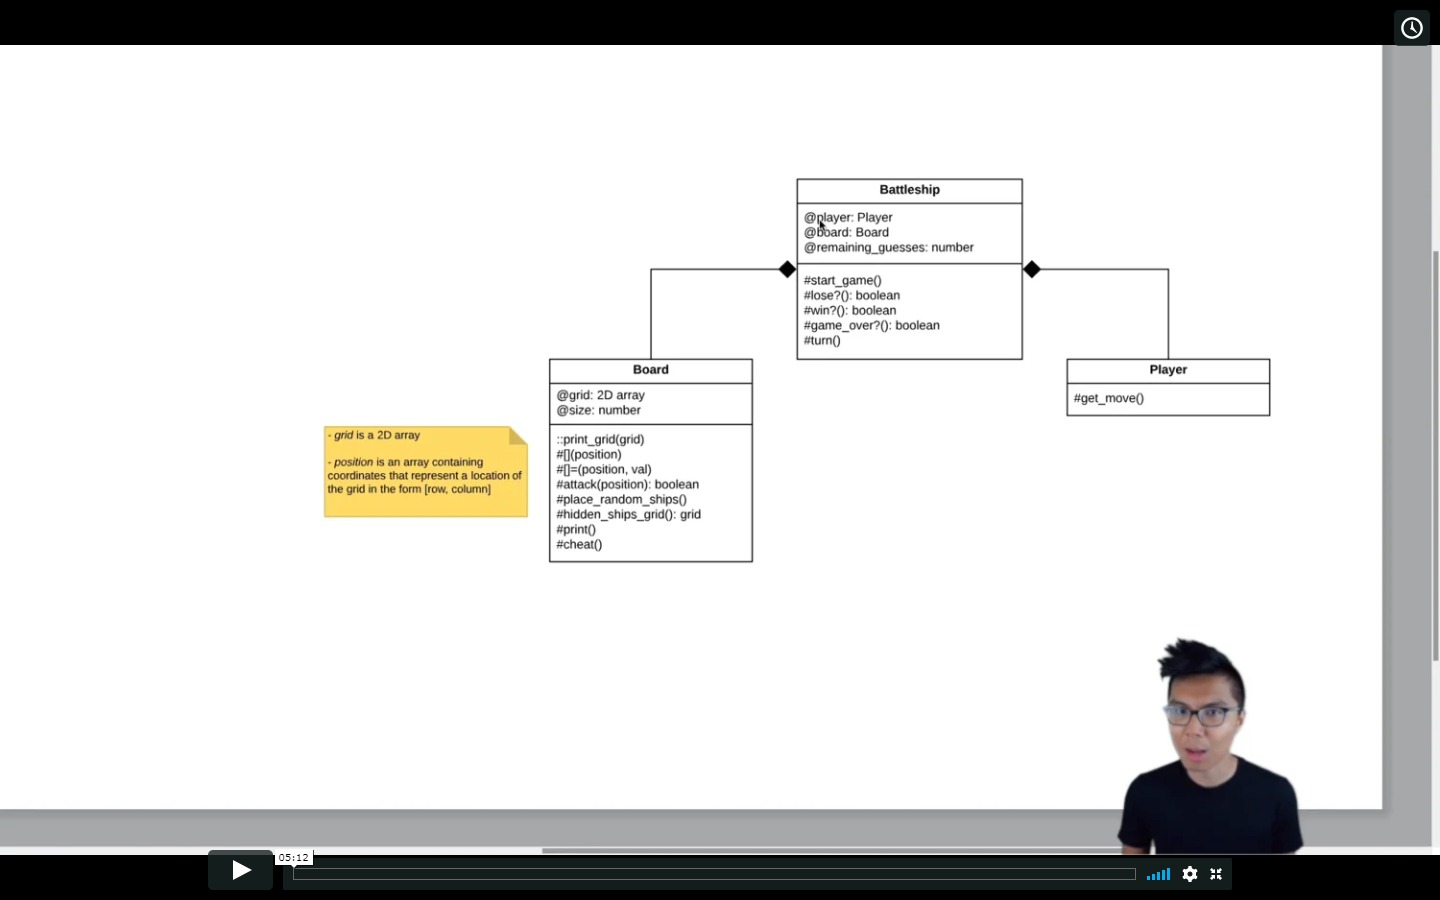 Battleship
@player: Player
@board: Board
@remaining_guesses: number
#start_game()
#lose?(): boolean
#win?(): boolean
#game_over?(): boolean
#turn()
Board
@grid: 2D array
@size: number
::print_grid(grid)
#[](position)
#[]=(position, val)
#attack(position): boolean
#place_random_ships()
#hidden_ships_grid(): grid
#print()
#cheat()
Player
#get_move()
- grid is a 2D array
- position is an array containing
coordinates that represent a location of
the grid in the form [row, column]
05:12